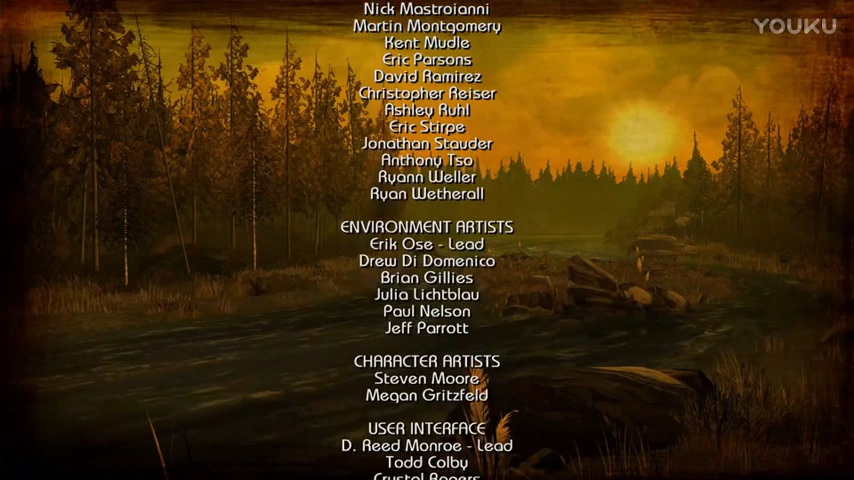 Nick Mastroianni
YOUKU
Martin Montgomery
Kent Mudle
Eric Parsons
David Ramirez
Christopher Reiser
Ashley Ruhl
Eric Stirpe
Jonathan Stauder
Anthony Tso
Ryann Weller
Ryan Wetherall
ENVIRONMENT ARTISTS
Erik Ose - Lead
Drew Di Domenico
Brian Gillies
Julia Lichtblau
Paul Nelson
Jeff Parrott
CHARACTER ARTISTS
Steven Moore
Megan Gritzfeld
USER INTERFACE
D. Reed Monroe - Lead
Todd Colby
Crystal Rogers